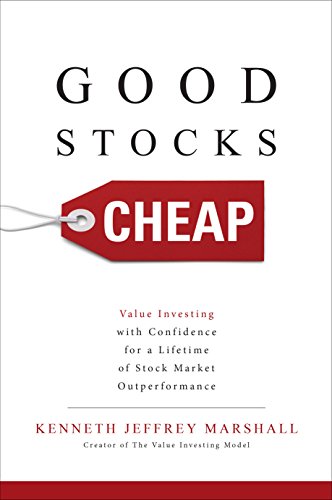 GOOD
STOCKS
CHEAP
Value Investing
with Confidence
for a Lifetime
of Stock Market
Outperformance
KENNETH JEFFREY MARSHALL
Creator of The Value Investing Model